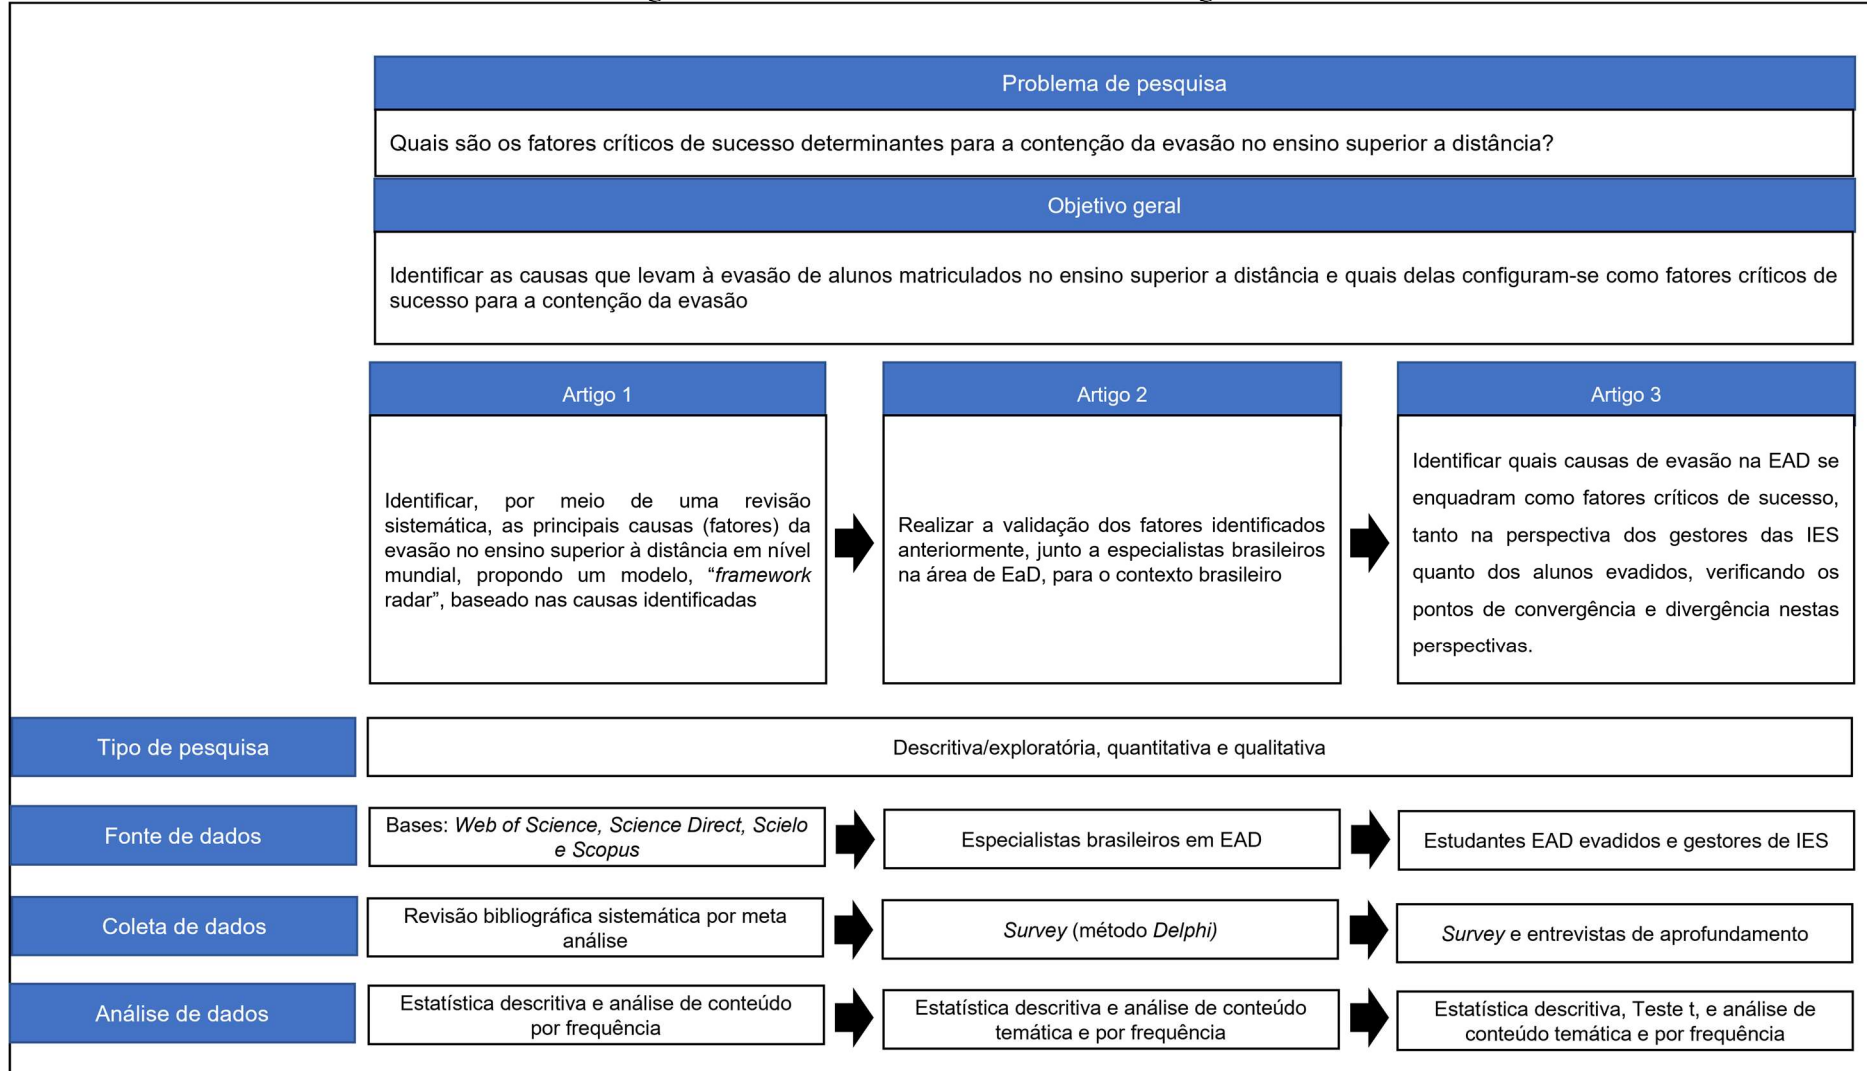 Problema de pesquisa
Quais são os fatores críticos de sucesso determinantes para a contenção da evasão no ensino superior a distância?
Objetivo geral
Identificar as causas que levam à evasão de alunos matriculados no ensino superior a distância e quais delas configuram-se como fatores críticos de
sucesso para a contenção da evasão
Artigo 1
Identificar, por meio de uma revisão
sistemática, as principais causas (fatores) da
evasão no ensino superior à distância em nível
mundial, propondo um modelo, “framework
radar”, baseado nas causas identificadas
Artigo 2
Realizar a validação dos fatores identificados
anteriormente, junto a especialistas brasileiros
na área de EaD, para o contexto brasileiro
Artigo 3
Identificar quais causas de evasão na EAD se
enquadram como fatores críticos de sucesso,
tanto na perspectiva dos gestores das IES
quanto dos alunos evadidos, verificando os
pontos de convergência e divergência nestas
perspectivas.
Tipo de pesquisa
Descritiva/exploratória, quantitativa e qualitativa
Fonte de dados
Bases: Web of Science, Science Direct, Scielo
e Scopus
Especialistas brasileiros em EAD
Estudantes EAD evadidos e gestores de IES
Coleta de dados
Revisão bibliográfica sistemática por meta
análise
Survey (método Delphi)
Survey e entrevistas de aprofundamento
Análise de dados
Estatística descritiva e análise de conteúdo
por frequência
Estatística descritiva e análise de conteúdo
temática e por frequência
Estatística descritiva, Teste t, e análise de
conteúdo temática e por frequência